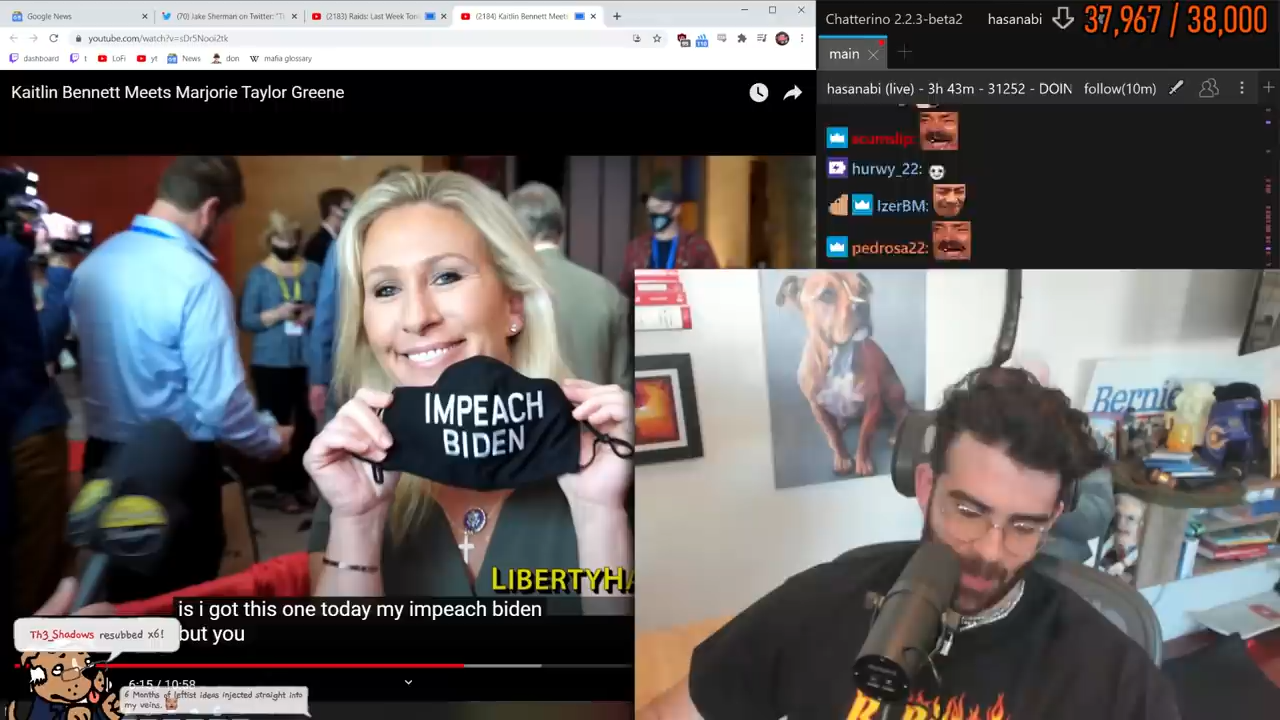 Google News
(70) Jake Sherman on Twitter: "T
(2183) Raids: Last Week Toni
(2184) Kaitlin Bennett Meets
youtube.com/watch?v=sDr5Nooi2tk
dashboard
t
LoFi
yt
News
don
mafia glossary
Kaitlin Bennett Meets Marjorie Taylor Greene
IMPEACH
BIDEN
LIBERTYHA
is i got this one today my impeach biden
but you
Th3_Shadows resubbed x6!
6:15 / 10:58
6 Months of leftist ideas injected straight into
my veins.
Chatterino 2.2.3-beta2
hasanabi
37,967 / 38,000
main
hasanabi (live) - 3h 43m - 31252 - DOIN
follow(10m)
acumslip:
hurwy_22:
IzerBM:
pedrosa22:
Bernie